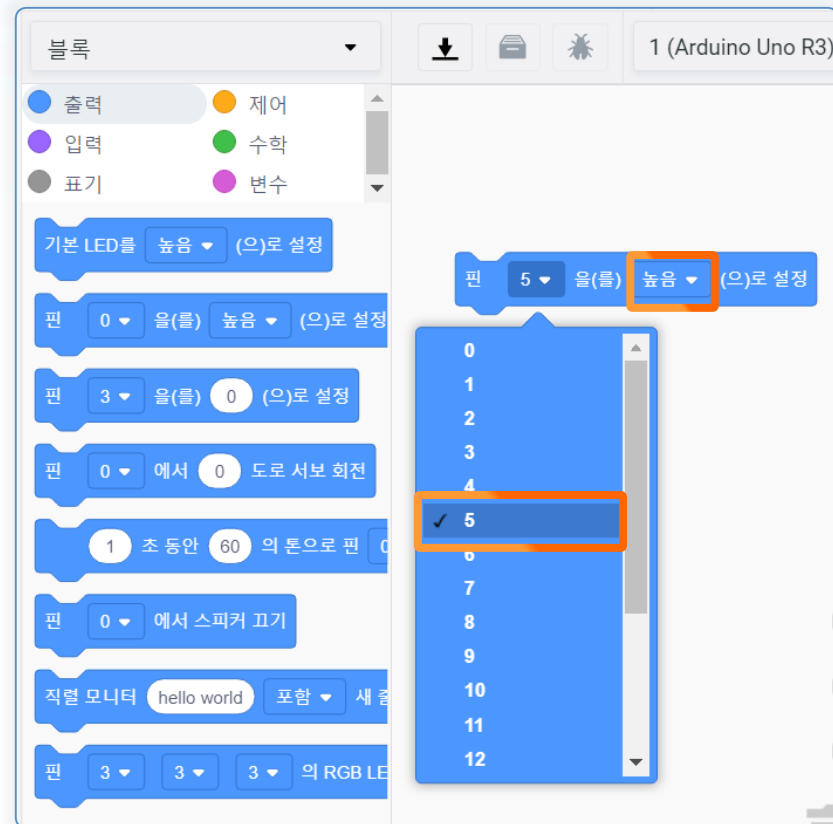 블록
1 (Arduino Uno R3)
출력
제어
입력
수학
표기
변수
기본 LED를 높음 (으)로 설정
핀 0 을(를) 높음 (으)로 설정
핀 3 을(를) 0 (으)로 설정
핀 0 에서 0 도로 서보 회전
1 초 동안 60 의 톤으로 핀 0
핀 0 에서 스피커 끄기
직렬 모니터 hello world 포함 새 줄
핀 3 3 3 의 RGB LE
핀 5 을(를) 높음 (으)로 설정
0
1
2
3
4
✓ 5
6
7
8
9
10
11
12